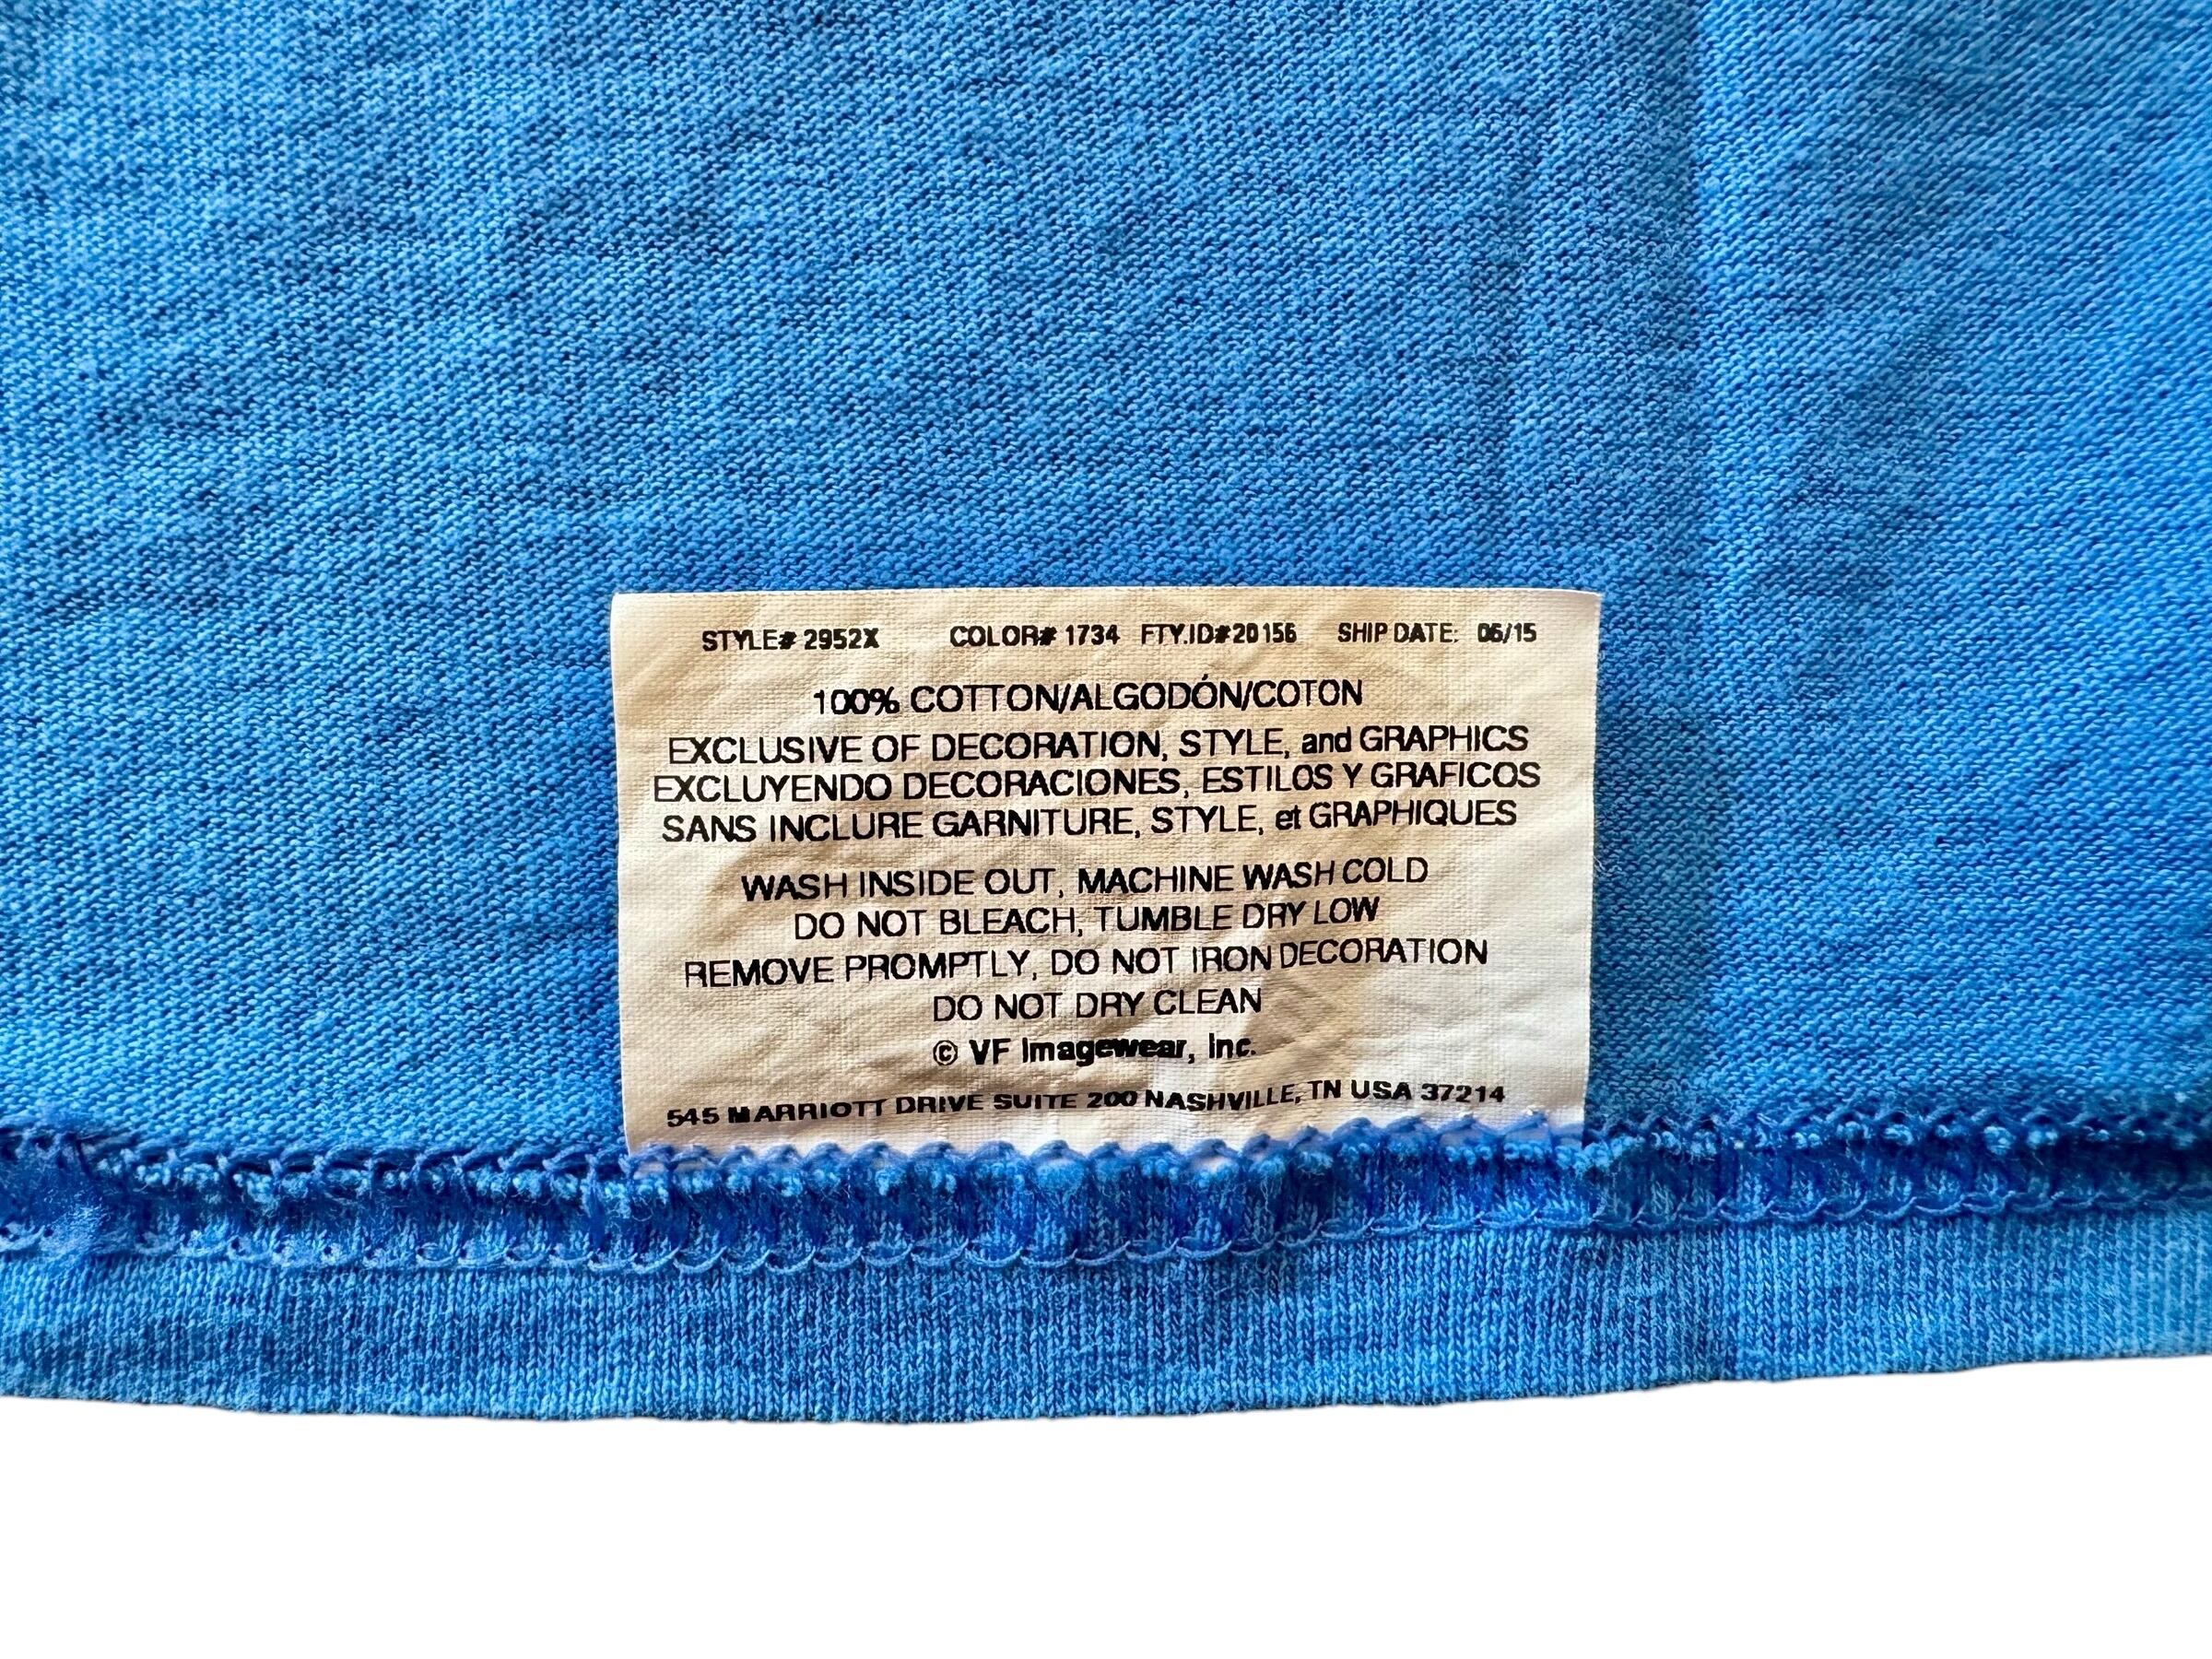 STYLE# 2952X COLOR# 1734 FTY.ID#20156 SHIP DATE: 06/15
100% COTTON/ALGODÓN/COTON
EXCLUSIVE OF DECORATION, STYLE, and GRAPHICS
EXCLUYENDO DECORACIONES, ESTILOS Y GRAFICOS
SANS INCLURE GARNITURE, STYLE, et GRAPHIQUES
WASH INSIDE OUT, MACHINE WASH COLD
DO NOT BLEACH, TUMBLE DRY LOW
REMOVE PROMPTLY, DO NOT IRON DECORATION
DO NOT DRY CLEAN
© VF Imagewear, Inc.
545 MARRIOTT DRIVE SUITE 200 NASHVILLE, TN USA 37214